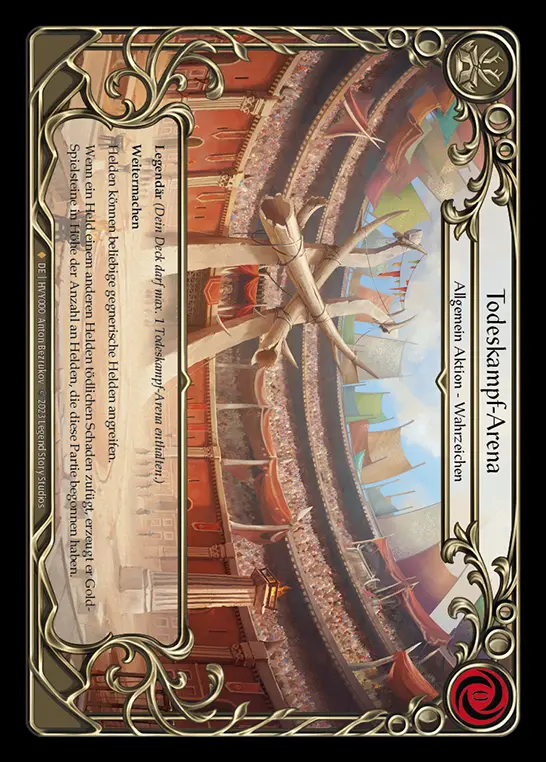 Todeskampf-Arena
Allgemein Aktion – Wahrzeichen
0
Legendär (Dein Deck darf max. 1 Todeskampf-Arena enthalten.)
Weitermachen
Helden können beliebige gegnerische Helden angreifen.
Wenn ein Held einem anderen Helden tödlichen Schaden zufügt, erzeugt er Gold-
Spielsteine in Höhe der Anzahl an Helden, die diese Partie begonnen haben.
DE | HVY000 Anton Bezrukov © 2023 Legend Story Studios